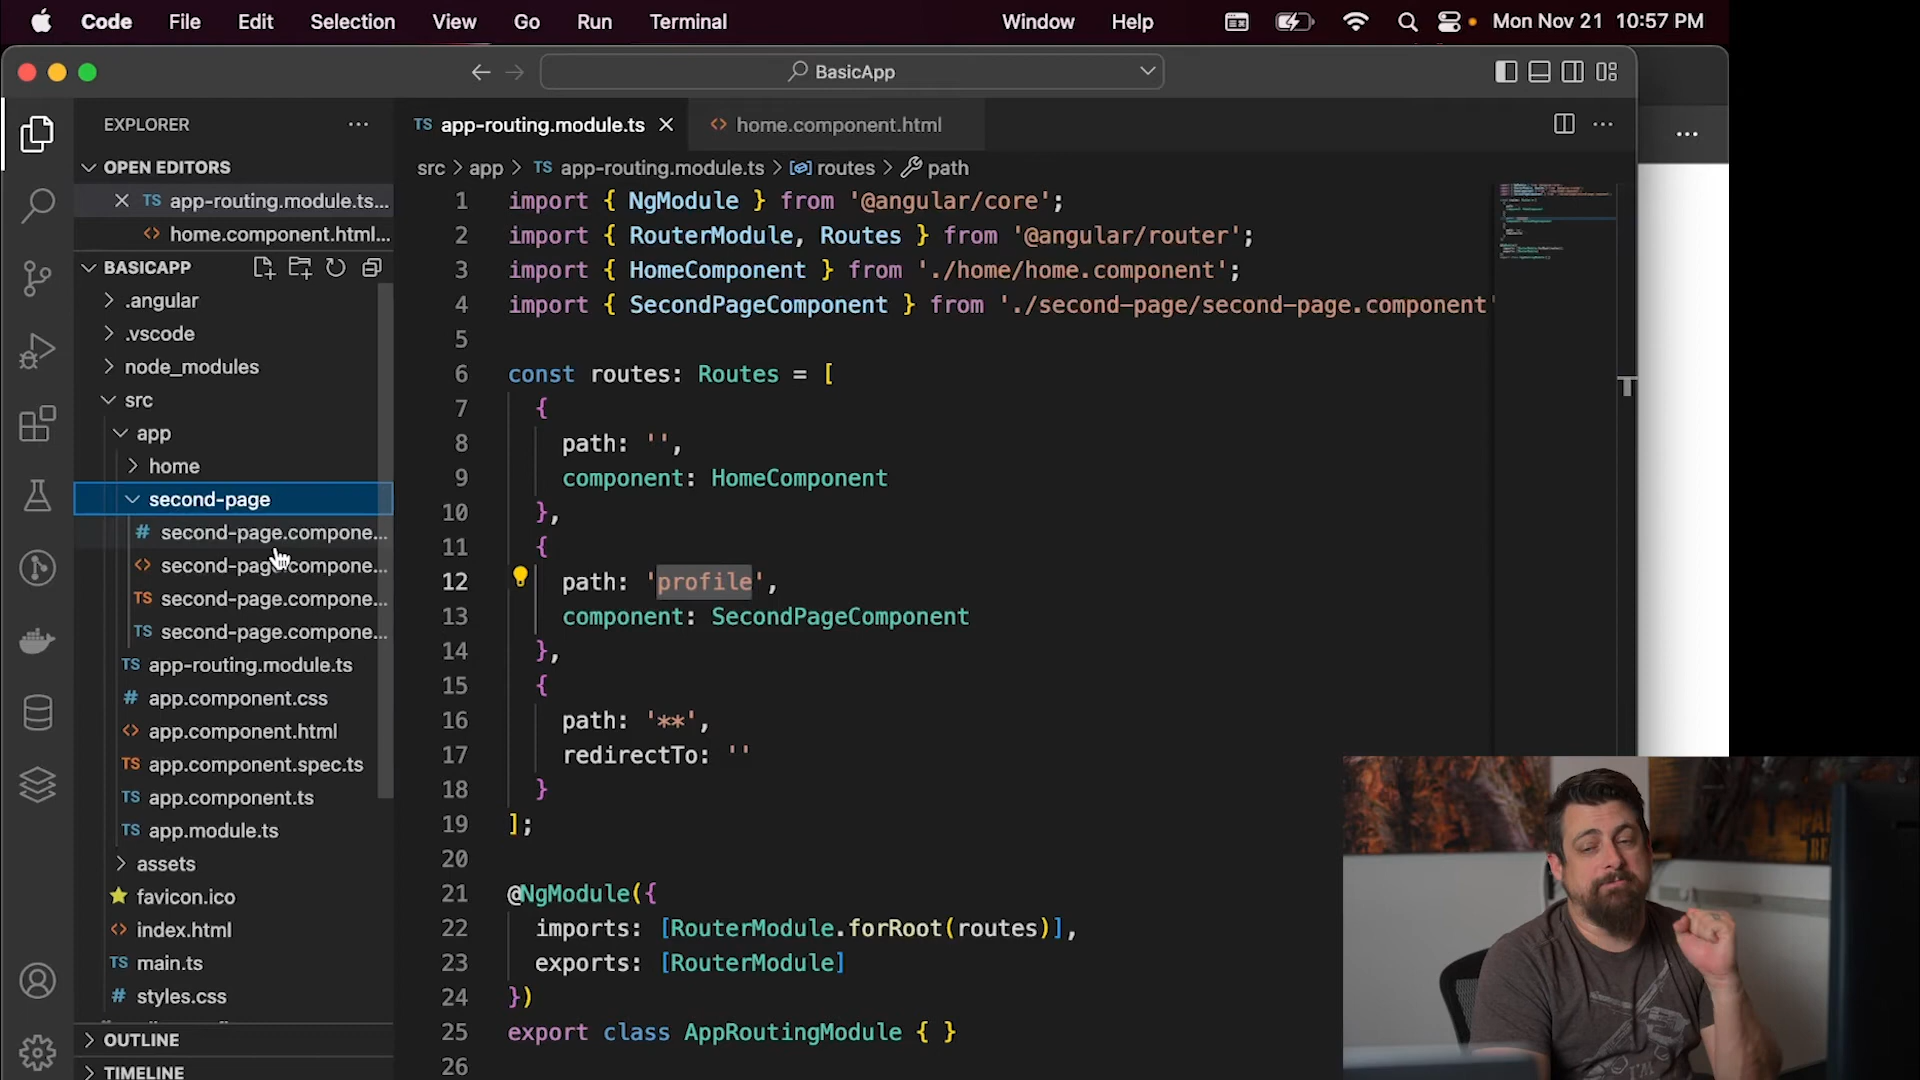 Code File Edit Selection View Go Run Terminal Window Help Mon Nov 21 10:57 PM
BasicApp
EXPLORER
OPEN EDITORS
TS app-routing.module.ts...
<> home.component.html...
BASICAPP
.angular
.vscode
node_modules
src
app
home
second-page
# second-page.compone...
<> second-page.compone...
TS second-page.compone...
TS second-page.compone...
TS app-routing.module.ts
# app.component.css
<> app.component.html
TS app.component.spec.ts
TS app.component.ts
TS app.module.ts
assets
favicon.ico
<> index.html
TS main.ts
# styles.css
OUTLINE
TIMELINE
TS app-routing.module.ts <> home.component.html
src > app > TS app-routing.module.ts > routes > path
1 import { NgModule } from '@angular/core';
2 import { RouterModule, Routes } from '@angular/router';
3 import { HomeComponent } from './home/home.component';
4 import { SecondPageComponent } from './second-page/second-page.component'
5
6 const routes: Routes = [
7 {
8 path: '',
9 component: HomeComponent
10 },
11 {
12 path: 'profile',
13 component: SecondPageComponent
14 },
15 {
16 path: '**',
17 redirectTo: ''
18 }
19 ];
20
21 @NgModule({
22 imports: [RouterModule.forRoot(routes)],
23 exports: [RouterModule]
24 })
25 export class AppRoutingModule { }
26